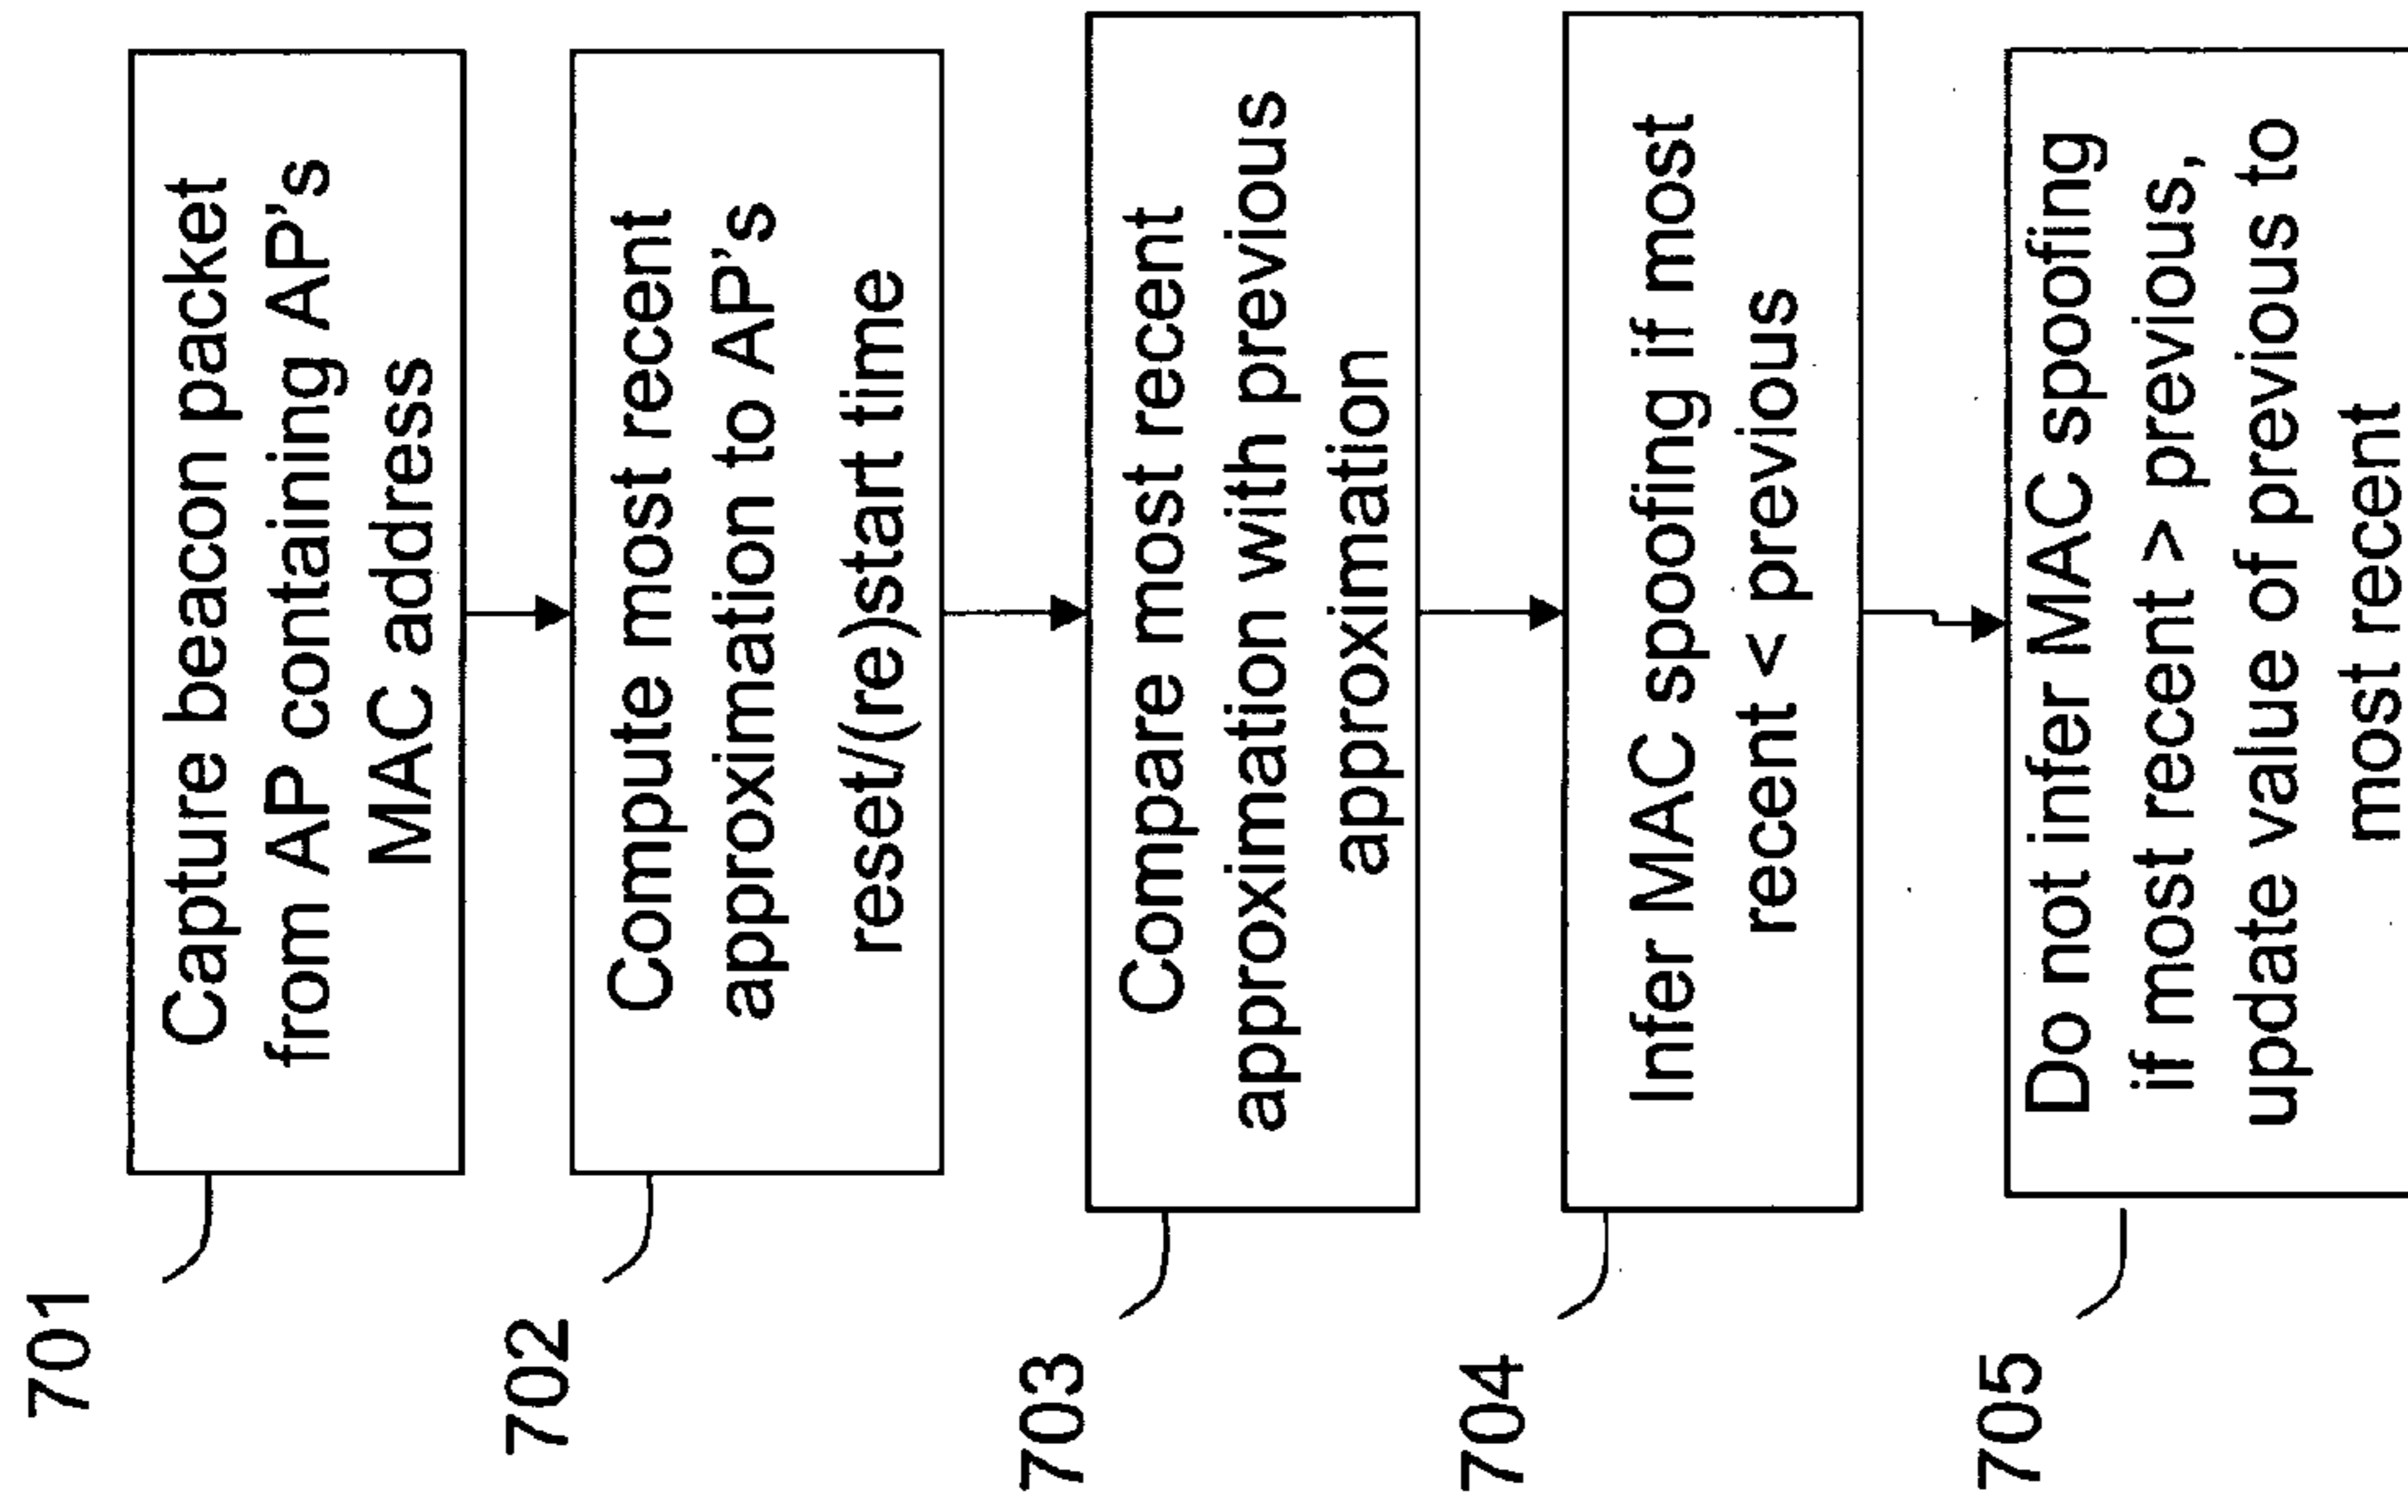 701
Capture beacon packet
from AP containing AP's
MAC address
702
Compute most recent
approximation to AP's
reset/(re)start time
703
Compare most recent
approximation with previous
approximation
704
Infer MAC spoofing if most
recent < previous
705
Do not infer MAC spoofing
if most recent > previous,
update value of previous to
most recent